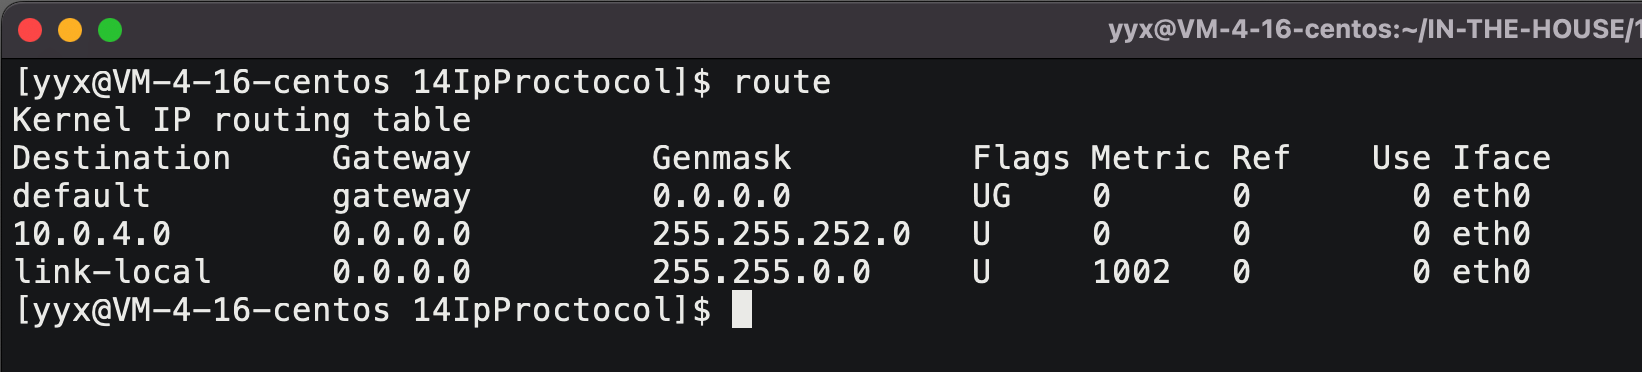 yyx@VM-4-16-centos:~/IN-THE-HOUSE/1
[yyx@VM-4-16-centos 14IpProctocol]$ route
Kernel IP routing table
Destination     Gateway         Genmask         Flags Metric Ref    Use Iface
default         gateway         0.0.0.0         UG    0      0        0 eth0
10.0.4.0        0.0.0.0         255.255.252.0   U     0      0        0 eth0
link-local      0.0.0.0         255.255.0.0     U     1002   0        0 eth0
[yyx@VM-4-16-centos 14IpProctocol]$